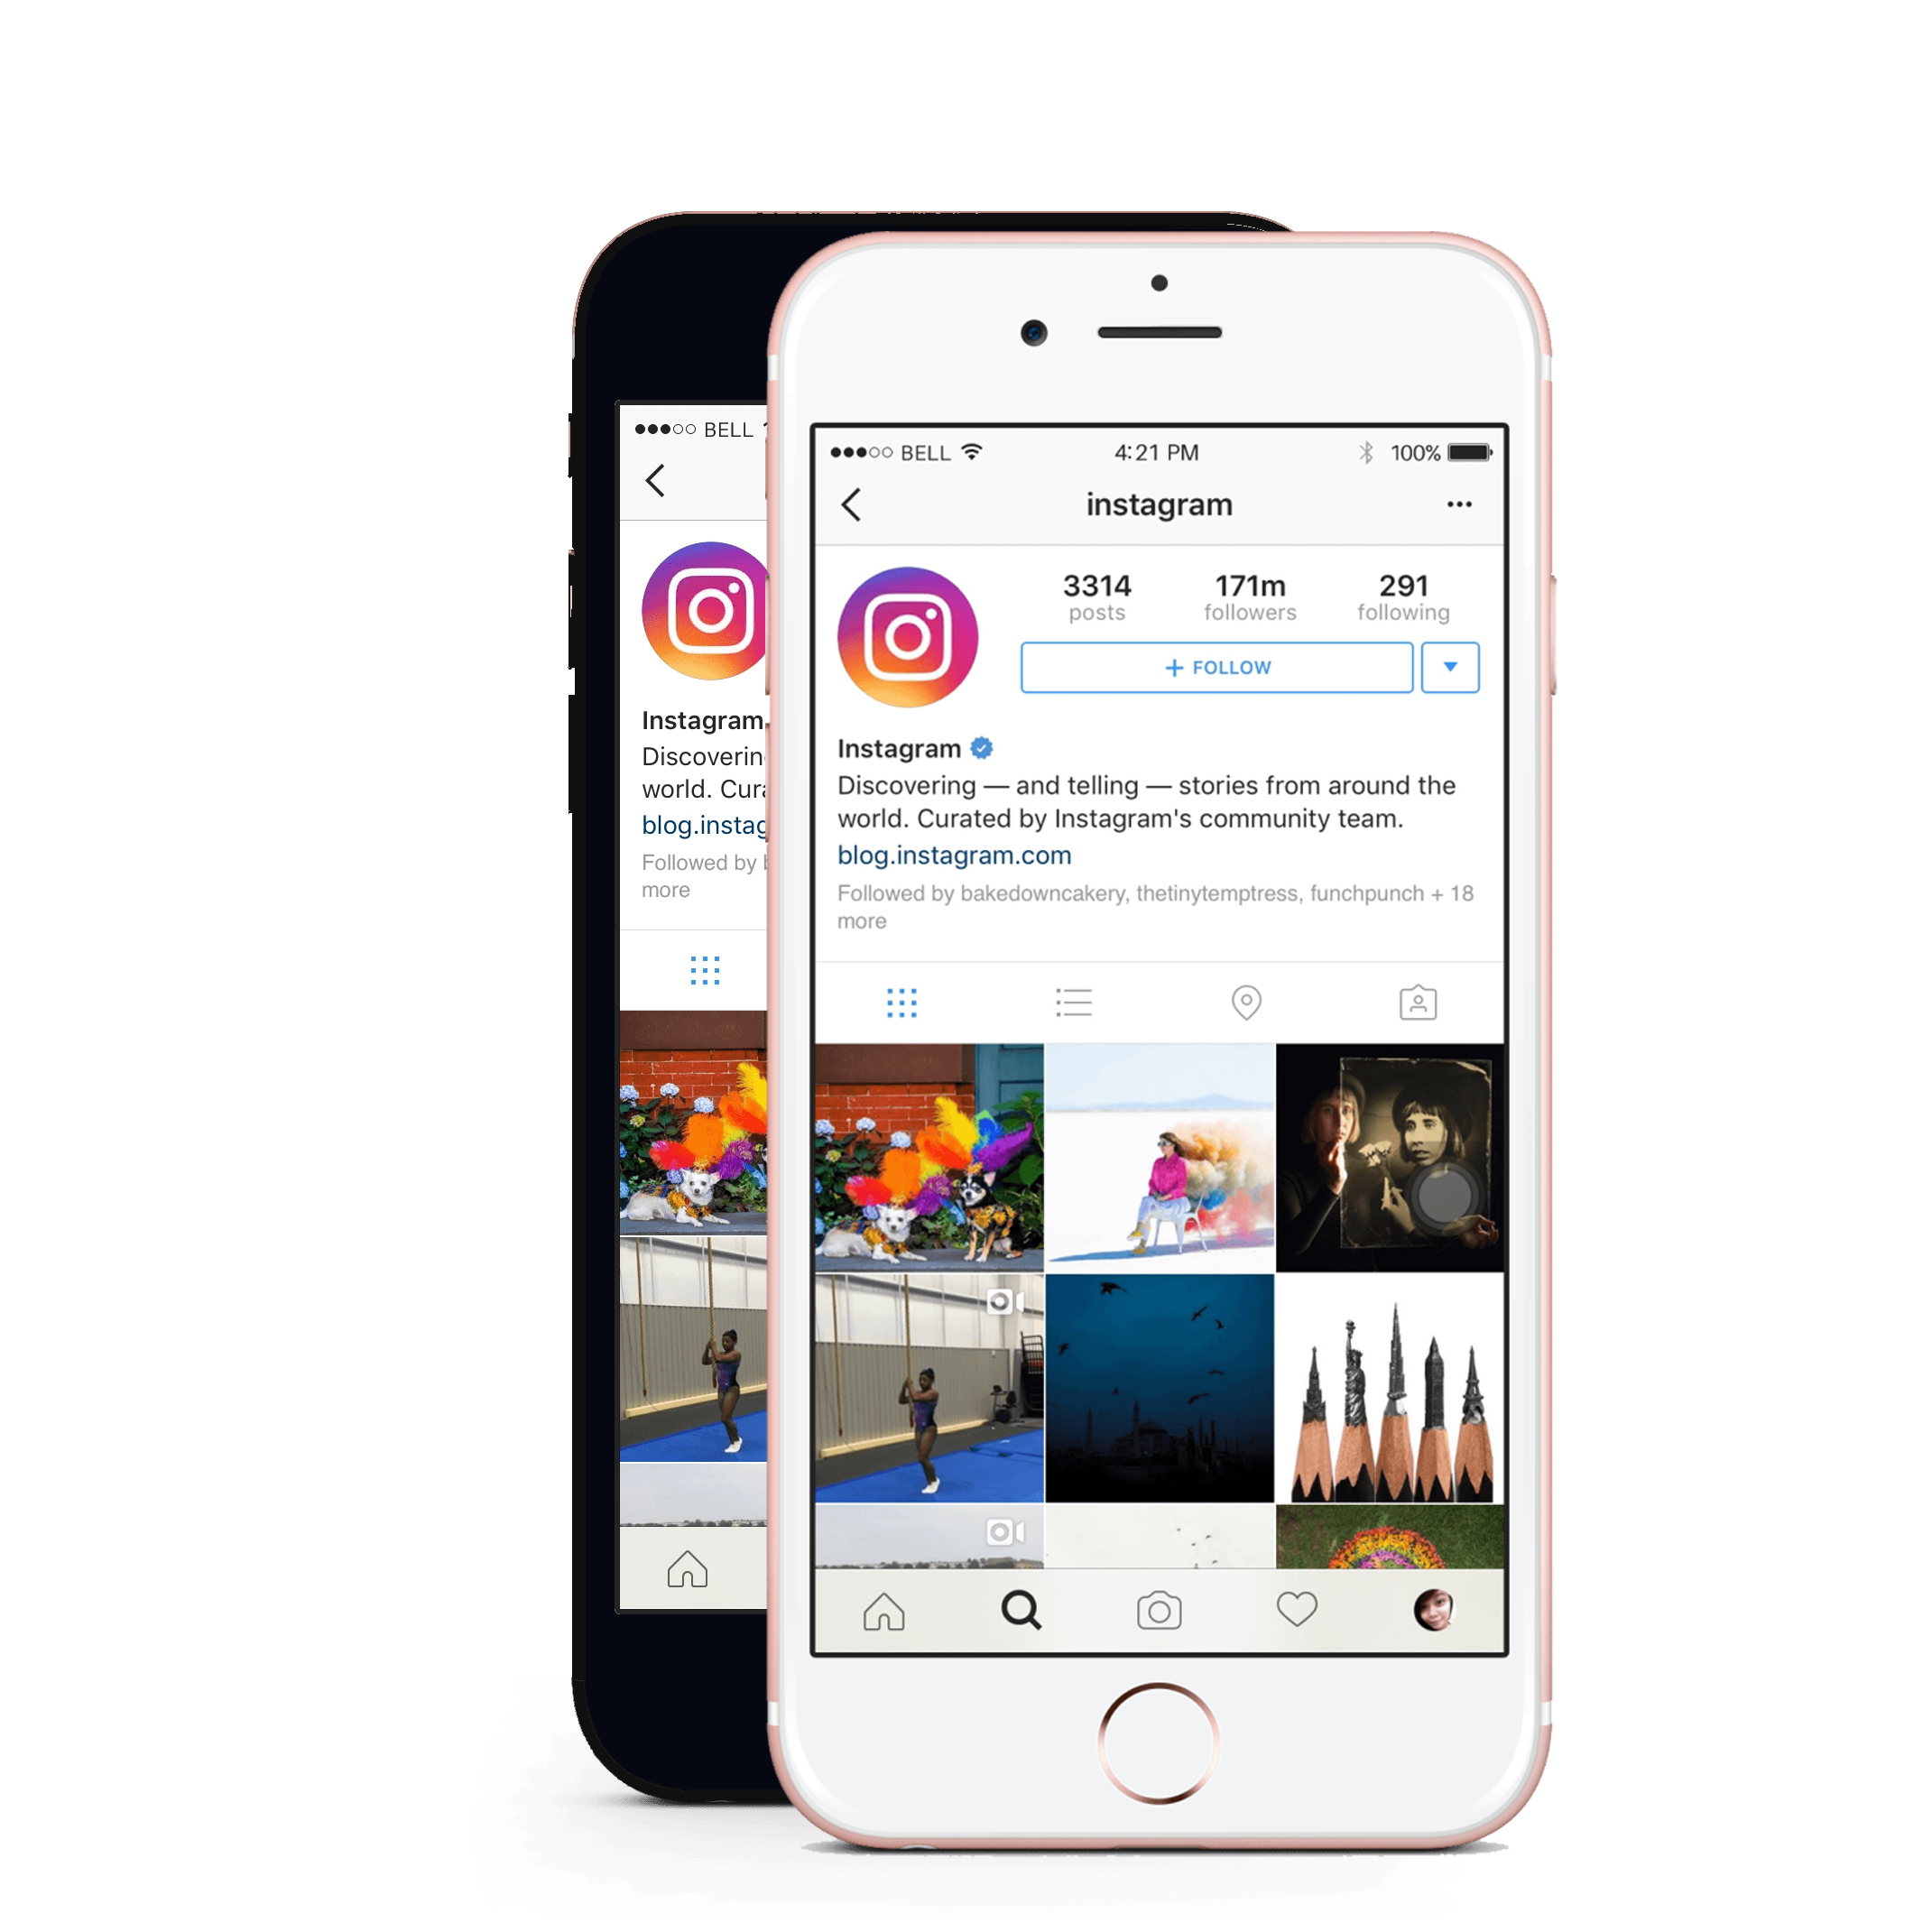 BELL
Instagram
Discoverin
world. Cura
blog.instag
Followed by
more
BELL 4:21 PM 100%
instagram
3314 171m 291
posts followers following
+ FOLLOW
Instagram
Discovering — and telling — stories from around the
world. Curated by Instagram's community team.
blog.instagram.com
Followed by bakedowncakery, thetinytemptress, funchpunch + 18
more